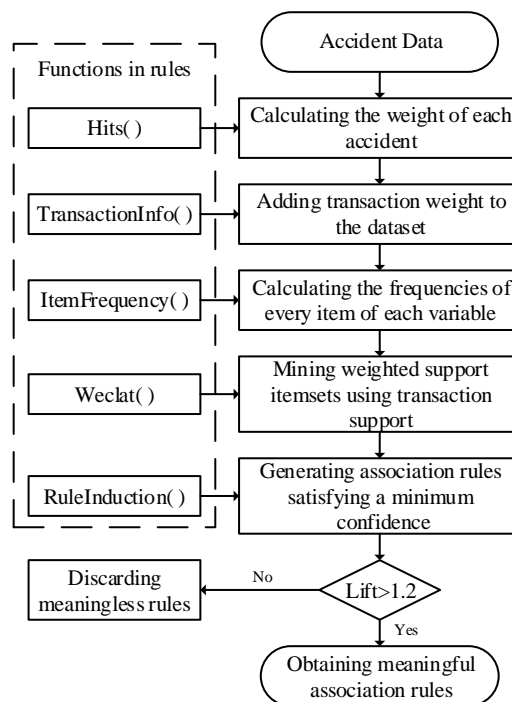 Accident Data
Functions in rules
Hits( )
Calculating the weight of each
accident
TransactionInfo( )
Adding transaction weight to
the dataset
ItemFrequency( )
Calculating the frequencies of
every item of each variable
Weclat( )
Mining weighted support
itemsets using transaction
support
RuleInduction( )
Generating association rules
satisfying a minimum
confidence
Discarding
meaningless rules
No
Lift>1.2
Yes
Obtaining meaningful
association rules